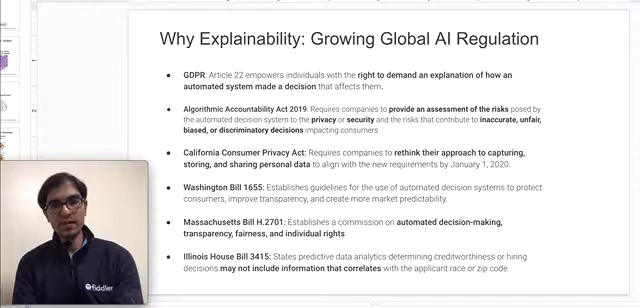 Why Explainability: Growing Global AI Regulation
● GDPR: Article 22 empowers individuals with the right to demand an explanation of how an
automated system made a decision that affects them.
● Algorithmic Accountability Act 2019: Requires companies to provide an assessment of the risks posed by
the automated decision system to the privacy or security and the risks that contribute to inaccurate, unfair,
biased, or discriminatory decisions impacting consumers
● California Consumer Privacy Act: Requires companies to rethink their approach to capturing,
storing, and sharing personal data to align with the new requirements by January 1, 2020.
● Washington Bill 1655: Establishes guidelines for the use of automated decision systems to protect
consumers, improve transparency, and create more market predictability.
● Massachusetts Bill H.2701: Establishes a commission on automated decision-making,
transparency, fairness, and individual rights.
● Illinois House Bill 3415: States predictive data analytics determining creditworthiness or hiring
decisions may not include information that correlates with the applicant race or zip code.
fiddler